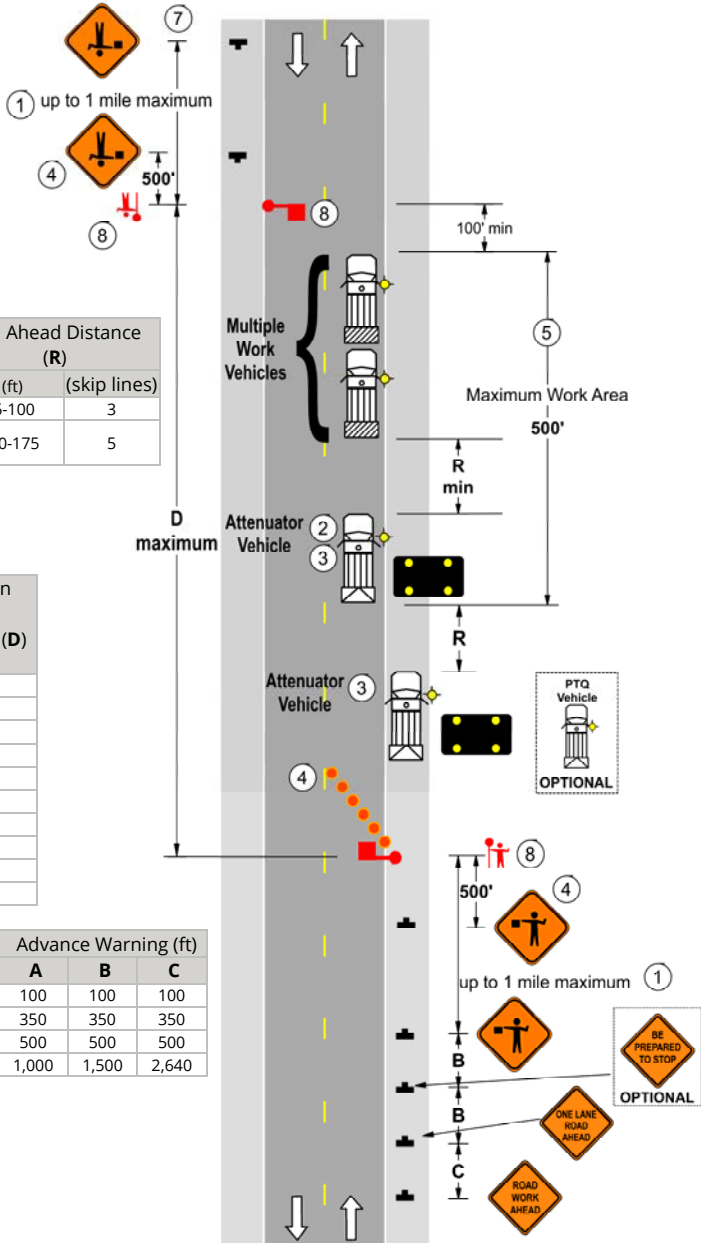 7
1 up to 1 mile maximum
4
500'
8
8
100' min
Multiple
Work
Vehicles
5
Maximum Work Area
500'
Ahead Distance
(R)
(ft) (skip lines)
-100 3
0-175 5
R
min
D
maximum
Attenuator
Vehicle
2
3
R
Attenuator
Vehicle
3
PTQ
Vehicle
OPTIONAL
(D)
4
8
500'
4
up to 1 mile maximum 1
Advance Warning (ft)
A B C
100 100 100
350 350 350
500 500 500
1,000 1,500 2,640
B
BE
PREPARED
TO STOP
OPTIONAL
B
ONE LANE
ROAD
AHEAD
C
ROAD
WORK
AHEAD